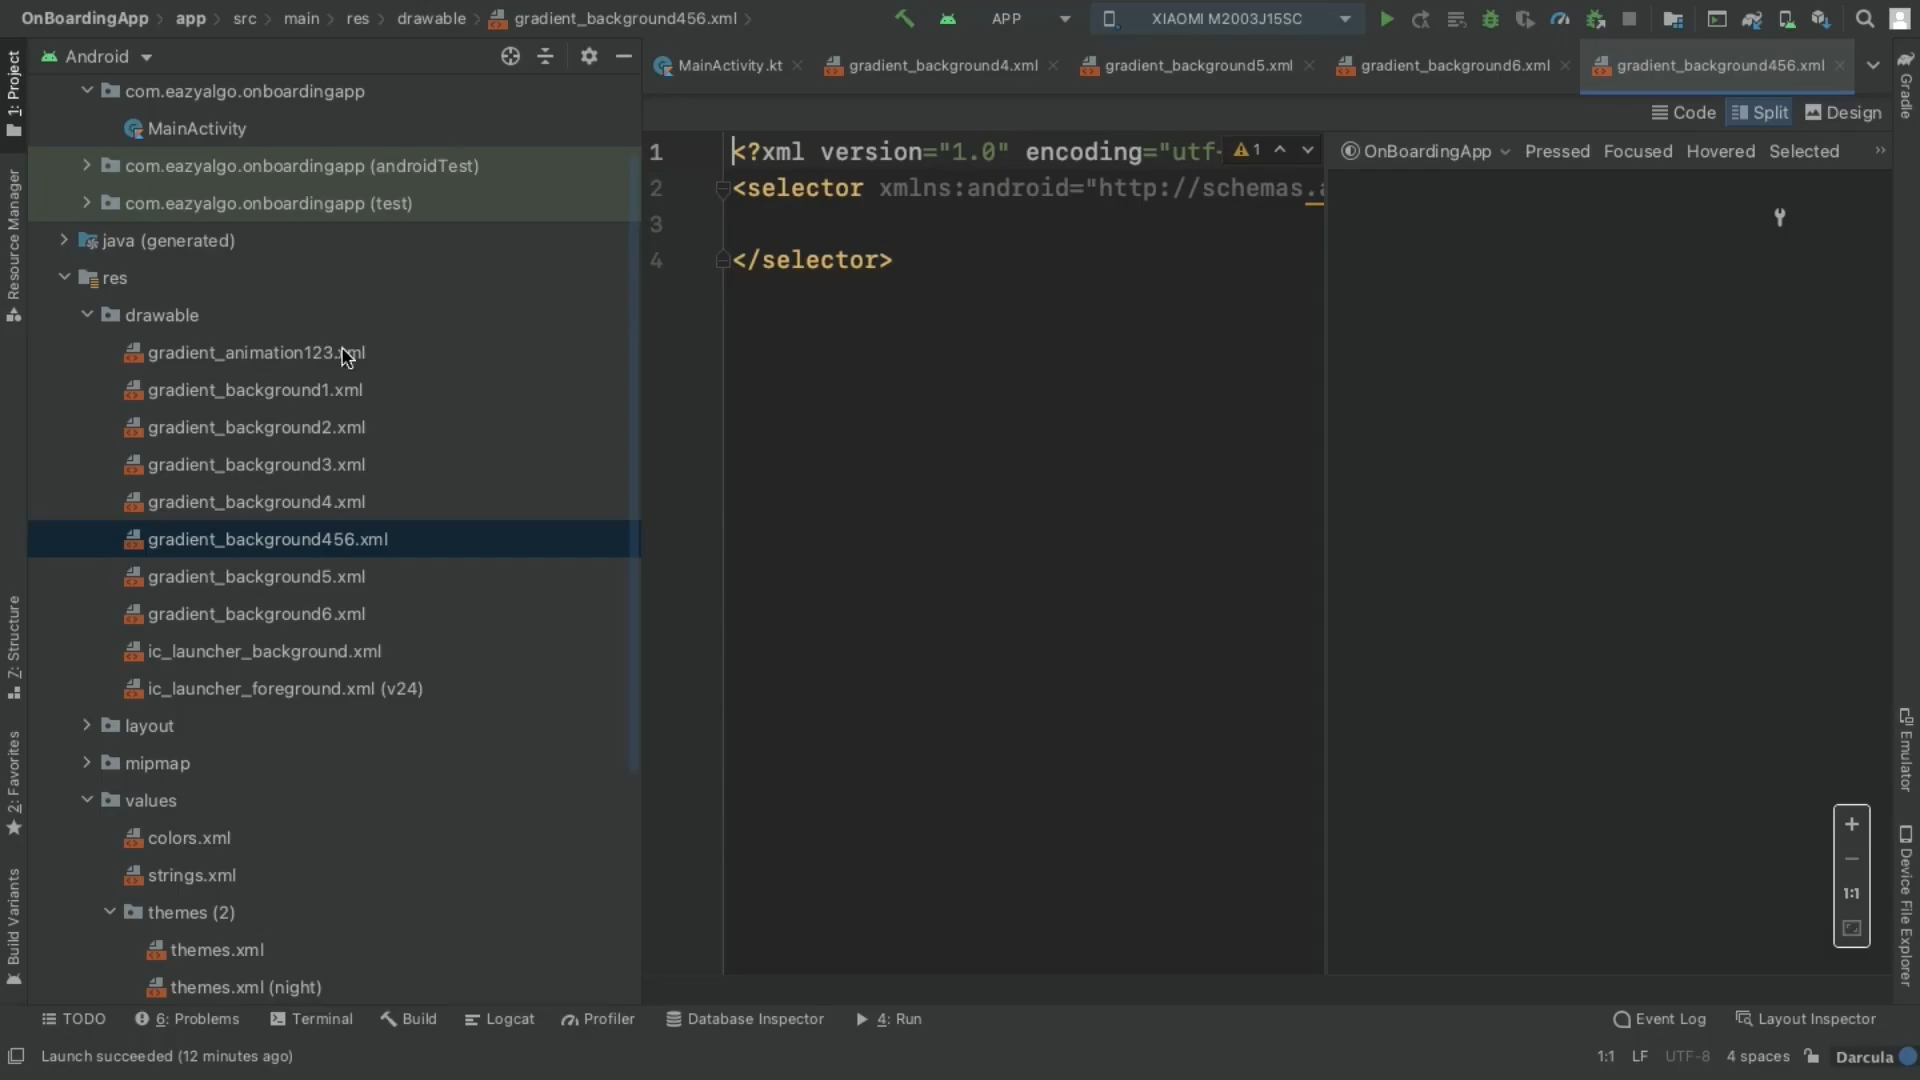 OnBoardingApp app src main res drawable gradient_background456.xml APP XIAOMI M2003J15SC
1: Project
Resource Manager
Z: Structure
2: Favorites
Build Variants
Android
com.eazyalgo.onboardingapp
MainActivity
com.eazyalgo.onboardingapp (androidTest)
com.eazyalgo.onboardingapp (test)
java (generated)
res
drawable
gradient_animation123.xml
gradient_background1.xml
gradient_background2.xml
gradient_background3.xml
gradient_background4.xml
gradient_background456.xml
gradient_background5.xml
gradient_background6.xml
ic_launcher_background.xml
ic_launcher_foreground.xml (v24)
layout
mipmap
values
colors.xml
strings.xml
themes (2)
themes.xml
themes.xml (night)
MainActivity.kt gradient_background4.xml gradient_background5.xml gradient_background6.xml gradient_background456.xml
Code Split Design
1 <?xml version="1.0" encoding="utf- 1
2 <selector xmlns:android="http://schemas.a
3
4 </selector>
OnBoardingApp Pressed Focused Hovered Selected »
+
−
1:1
Gradle
Emulator
Device File Explorer
TODO 6: Problems Terminal Build Logcat Profiler Database Inspector 4: Run Event Log Layout Inspector
Launch succeeded (12 minutes ago) 1:1 LF UTF-8 4 spaces Darcula